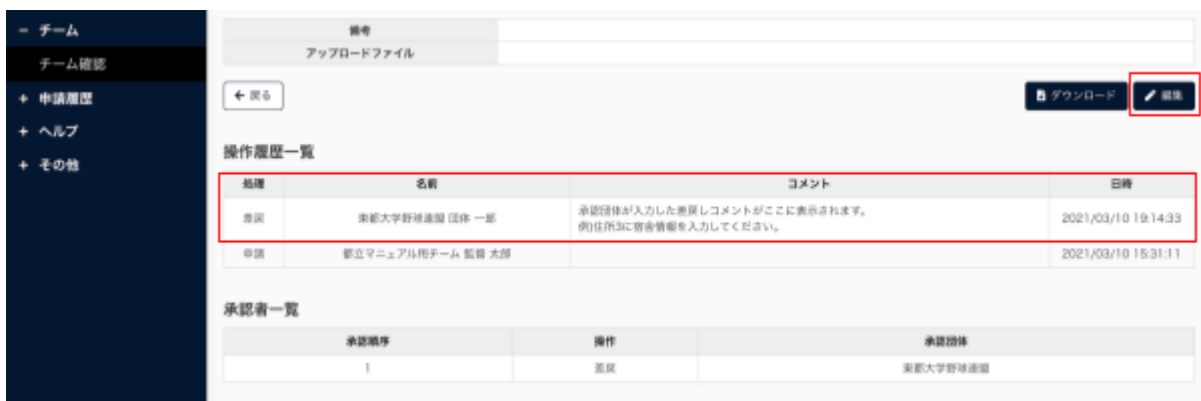 − チーム
チーム確認
+ 申請履歴
+ ヘルプ
+ その他
備考
アップロードファイル
← 戻る
ダウンロード
編集
操作履歴一覧
処理 名前 コメント 日時
差戻 東都大学野球連盟 団体 一郎 承認団体が入力した差戻しコメントがここに表示されます。 2021/03/10 19:14:33
例)住所3に宿舎情報を入力してください。
申請 都立マニュアル用チーム 監督 太郎 2021/03/10 15:31:11
承認者一覧
承認順序 操作 承認団体
1 差戻 東都大学野球連盟